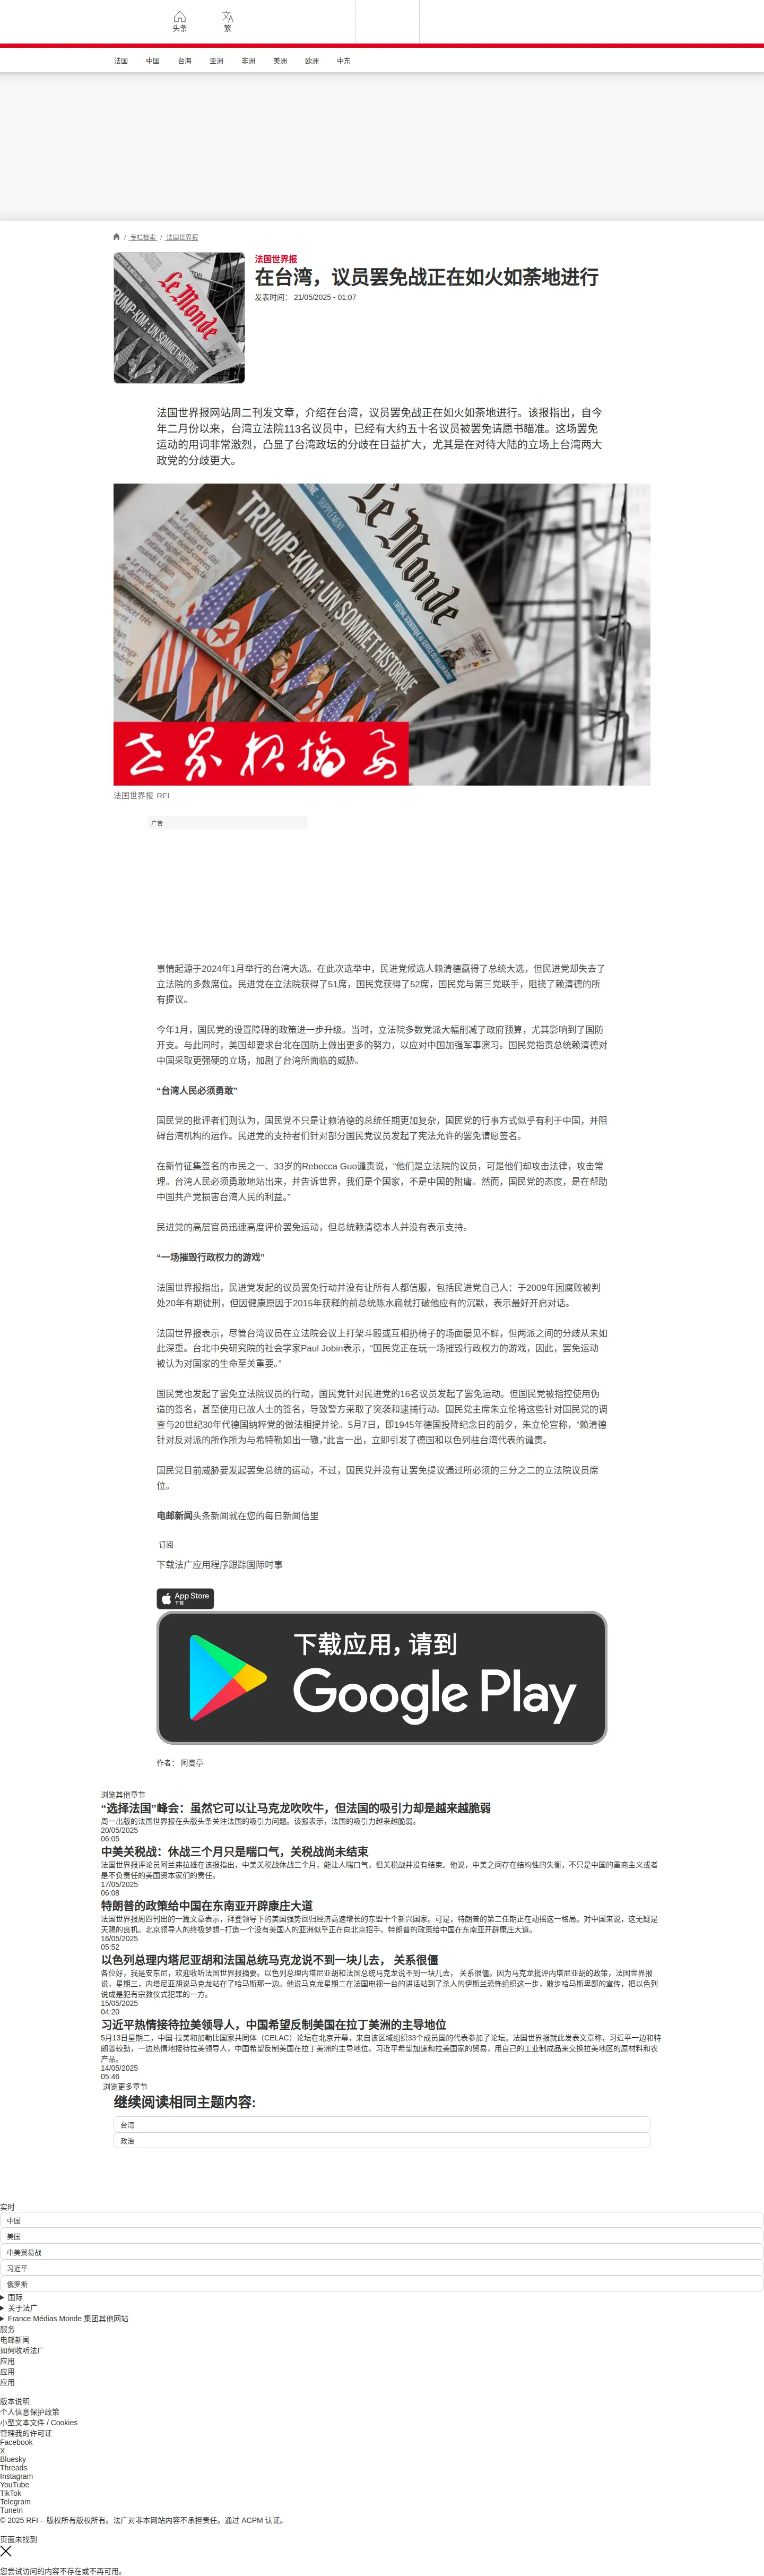 头条
繁
法国
中国
台海
亚洲
非洲
美洲
欧洲
中东
/ 专栏检索 / 法国世界报
Le Monde
TRUMP-KIM : UN SOMMET HISTORIQUE
法国世界报
在台湾，议员罢免战正在如火如荼地进行
发表时间： 21/05/2025 - 01:07
法国世界报网站周二刊发文章，介绍在台湾，议员罢免战正在如火如荼地进行。该报指出，自今
年二月份以来，台湾立法院113名议员中，已经有大约五十名议员被罢免请愿书瞄准。这场罢免
运动的用词非常激烈，凸显了台湾政坛的分歧在日益扩大，尤其是在对待大陆的立场上台湾两大
政党的分歧更大。
Le Monde
TRUMP-KIM : UN SOMMET HISTORIQUE
世界报摘要
法国世界报 RFI
广告
事情起源于2024年1月举行的台湾大选。在此次选举中，民进党候选人赖清德赢得了总统大选，但民进党却失去了
立法院的多数席位。民进党在立法院获得了51席，国民党获得了52席，国民党与第三党联手，阻挠了赖清德的所
有提议。
今年1月，国民党的设置障碍的政策进一步升级。当时，立法院多数党派大幅削减了政府预算，尤其影响到了国防
开支。与此同时，美国却要求台北在国防上做出更多的努力，以应对中国加强军事演习。国民党指责总统赖清德对
中国采取更强硬的立场，加剧了台湾所面临的威胁。
“台湾人民必须勇敢”
国民党的批评者们则认为，国民党不只是让赖清德的总统任期更加复杂，国民党的行事方式似乎有利于中国，并阻
碍台湾机构的运作。民进党的支持者们针对部分国民党议员发起了宪法允许的罢免请愿签名。
在新竹征集签名的市民之一、33岁的Rebecca Guo谴责说，“他们是立法院的议员，可是他们却攻击法律，攻击常
理。台湾人民必须勇敢地站出来，并告诉世界，我们是个国家，不是中国的附庸。然而，国民党的态度，是在帮助
中国共产党损害台湾人民的利益。”
民进党的高层官员迅速高度评价罢免运动，但总统赖清德本人并没有表示支持。
“一场摧毁行政权力的游戏”
法国世界报指出，民进党发起的议员罢免行动并没有让所有人都信服，包括民进党自己人：于2009年因腐败被判
处20年有期徒刑，但因健康原因于2015年获释的前总统陈水扁就打破他应有的沉默，表示最好开启对话。
法国世界报表示，尽管台湾议员在立法院会议上打架斗殴或互相扔椅子的场面屡见不鲜，但两派之间的分歧从未如
此深重。台北中央研究院的社会学家Paul Jobin表示，“国民党正在玩一场摧毁行政权力的游戏，因此，罢免运动
被认为对国家的生命至关重要。”
国民党也发起了罢免立法院议员的行动，国民党针对民进党的16名议员发起了罢免运动。但国民党被指控使用伪
造的签名，甚至使用已故人士的签名，导致警方采取了突袭和逮捕行动。国民党主席朱立伦将这些针对国民党的调
查与20世纪30年代德国纳粹党的做法相提并论。5月7日，即1945年德国投降纪念日的前夕，朱立伦宣称，“赖清德
针对反对派的所作所为与希特勒如出一辙，”此言一出，立即引发了德国和以色列驻台湾代表的谴责。
国民党目前威胁要发起罢免总统的运动，不过，国民党并没有让罢免提议通过所必须的三分之二的立法院议员席
位。
电邮新闻头条新闻就在您的每日新闻信里
订阅
下载法广应用程序跟踪国际时事
App Store
下载
下载应用，请到
Google Play
作者： 阿曼亭
浏览其他章节
“选择法国”峰会：虽然它可以让马克龙吹吹牛，但法国的吸引力却是越来越脆弱
周一出版的法国世界报在头版头条关注法国的吸引力问题。该报表示，法国的吸引力越来越脆弱。
20/05/2025
06:05
中美关税战：休战三个月只是喘口气，关税战尚未结束
法国世界报评论员阿兰弗拉雄在该报指出，中美关税战休战三个月，能让人喘口气，但关税战并没有结束。他说，中美之间存在结构性的失衡，不只是中国的重商主义或者
是不负责任的美国资本家们的责任。
17/05/2025
06:08
特朗普的政策给中国在东南亚开辟康庄大道
法国世界报周四刊出的一篇文章表示，拜登领导下的美国强势回归经济高速增长的东盟十个新兴国家。可是，特朗普的第二任期正在动摇这一格局。对中国来说，这无疑是
天赐的良机。北京领导人的终极梦想--打造一个没有美国人的亚洲似乎正在向北京招手。特朗普的政策给中国在东南亚开辟康庄大道。
16/05/2025
05:52
以色列总理内塔尼亚胡和法国总统马克龙说不到一块儿去， 关系很僵
各位好，我是安东尼，欢迎收听法国世界报摘要。以色列总理内塔尼亚胡和法国总统马克龙说不到一块儿去， 关系很僵。因为马克龙批评内塔尼亚胡的政策，法国世界报
说，星期三，内塔尼亚胡说马克龙站在了哈马斯那一边。他说马克龙星期二在法国电视一台的讲话站到了杀人的伊斯兰恐怖组织这一步，散步哈马斯卑鄙的宣传，把以色列
说成是犯有宗教仪式犯罪的一方。
15/05/2025
04:20
习近平热情接待拉美领导人，中国希望反制美国在拉丁美洲的主导地位
5月13日星期二，中国-拉美和加勒比国家共同体（CELAC）论坛在北京开幕，来自该区域组织33个成员国的代表参加了论坛。法国世界报就此发表文章称，习近平一边和特
朗普较劲，一边热情地接待拉美领导人，中国希望反制美国在拉丁美洲的主导地位。习近平希望加速和拉美国家的贸易，用自己的工业制成品来交换拉美地区的原材料和农
产品。
14/05/2025
05:46
浏览更多章节
继续阅读相同主题内容:
台湾
政治
实时
中国
美国
中美贸易战
习近平
俄罗斯
国际
关于法广
France Médias Monde 集团其他网站
服务
电邮新闻
如何收听法广
应用
应用
应用
版本说明
个人信息保护政策
小型文本文件 / Cookies
管理我的许可证
Facebook
X
Bluesky
Threads
Instagram
YouTube
TikTok
Telegram
TuneIn
© 2025 RFI – 版权所有版权所有。法广对非本网站内容不承担责任。通过 ACPM 认证。
页面未找到
您尝试访问的内容不存在或不再可用。